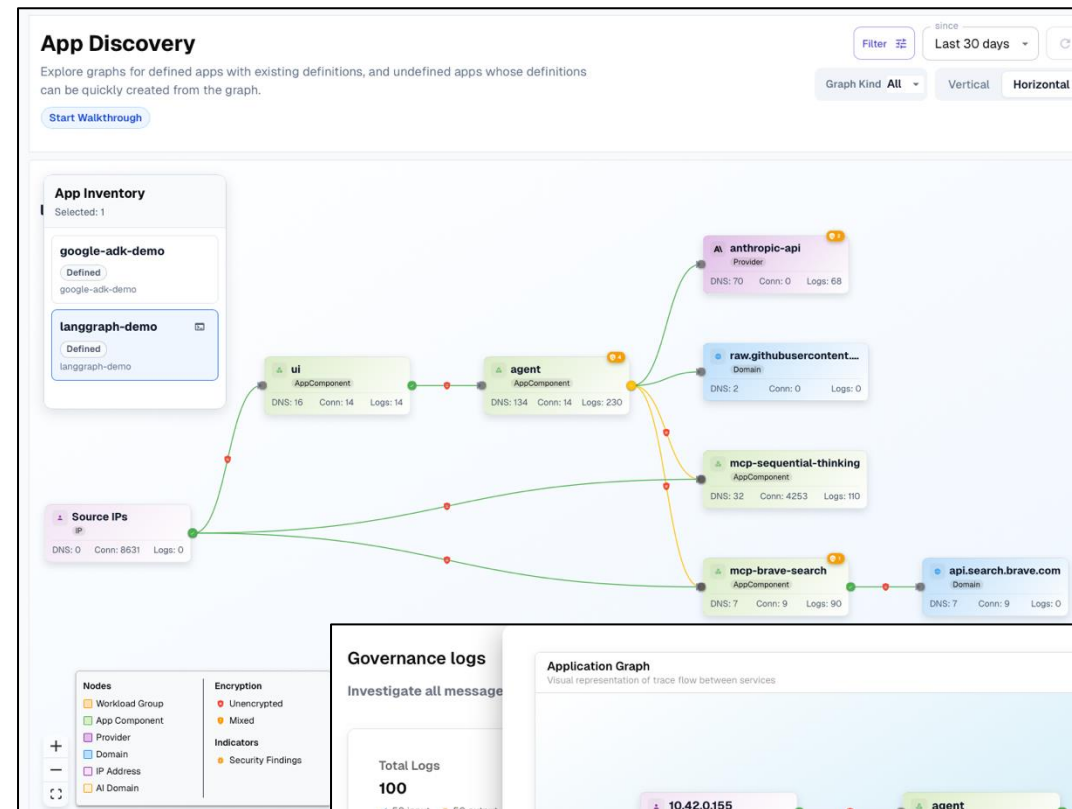 App Discovery
Explore graphs for defined apps with existing definitions, and undefined apps whose definitions
can be quickly created from the graph.
Start Walkthrough
Filter
since
Last 30 days
Graph Kind All
Vertical
Horizontal
App Inventory
Selected: 1
google-adk-demo
Defined
google-adk-demo
langgraph-demo
Defined
langgraph-demo
anthropic-api
Provider
DNS: 70 Conn: 0 Logs: 68
raw.githubusercontent....
Domain
DNS: 2 Conn: 0 Logs: 0
ui
AppComponent
DNS: 16 Conn: 14 Logs: 14
agent
AppComponent
DNS: 134 Conn: 14 Logs: 230
mcp-sequential-thinking
AppComponent
DNS: 32 Conn: 4253 Logs: 110
Source IPs
IP
DNS: 0 Conn: 8631 Logs: 0
mcp-brave-search
AppComponent
DNS: 7 Conn: 9 Logs: 90
api.search.brave.com
Domain
DNS: 7 Conn: 9 Logs: 0
Nodes
Workload Group
App Component
Provider
Domain
IP Address
AI Domain
Encryption
Unencrypted
Mixed
Indicators
Security Findings
Governance logs
Investigate all message
Total Logs
100
Application Graph
Visual representation of trace flow between services
10.42.0.155
agent